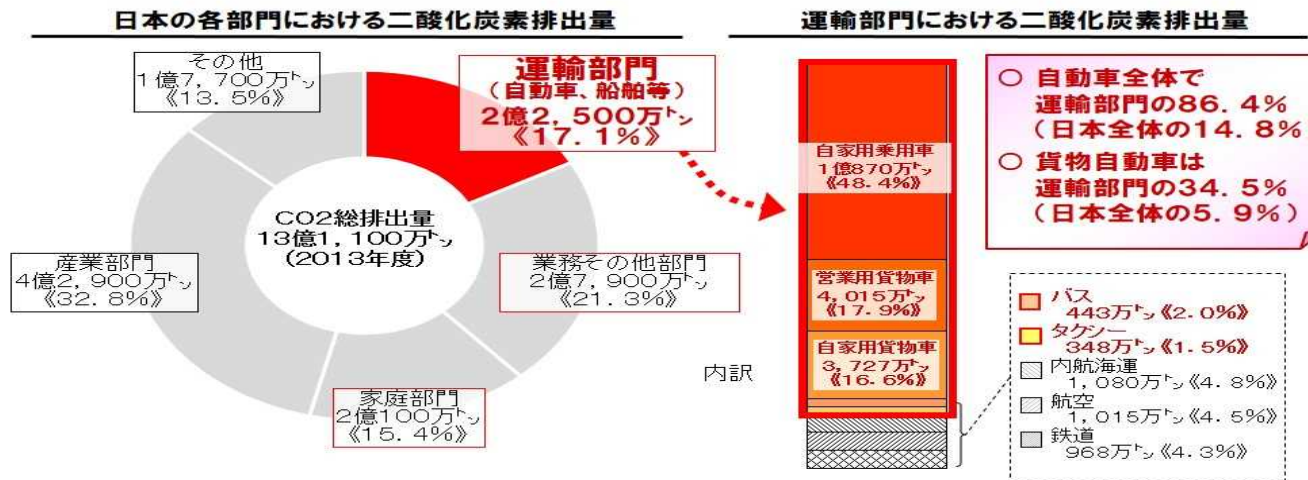 日本の各部門における二酸化炭素排出量
その他
1億7,700万㌧
《13.5%》
運輸部門
(自動車、船舶等)
2億2,500万㌧
《17.1%》
CO2総排出量
13億1,100万㌧
(2013年度)
産業部門
4億2,900万㌧
《32.8%》
業務その他部門
2億7,900万㌧
《21.3%》
家庭部門
2億100万㌧
《15.4%》
運輸部門における二酸化炭素排出量
自家用乗用車
1億870万㌧
《48.4%》
営業用貨物車
4,015万㌧
《17.9%》
自家用貨物車
3,727万㌧
《16.6%》
内訳
○ 自動車全体で
運輸部門の86.4%
(日本全体の14.8%)
○ 貨物自動車は
運輸部門の34.5%
(日本全体の5.9%)
バス
443万㌧《2.0%》
タクシー
348万㌧《1.5%》
内航海運
1,080万㌧《4.8%》
航空
1,015万㌧《4.5%》
鉄道
968万㌧《4.3%》